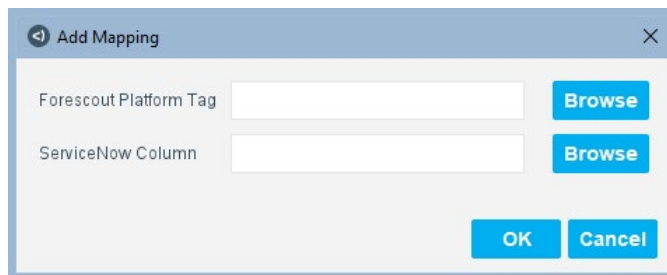 Add Mapping
Forescout Platform Tag Browse
ServiceNow Column Browse
OK Cancel